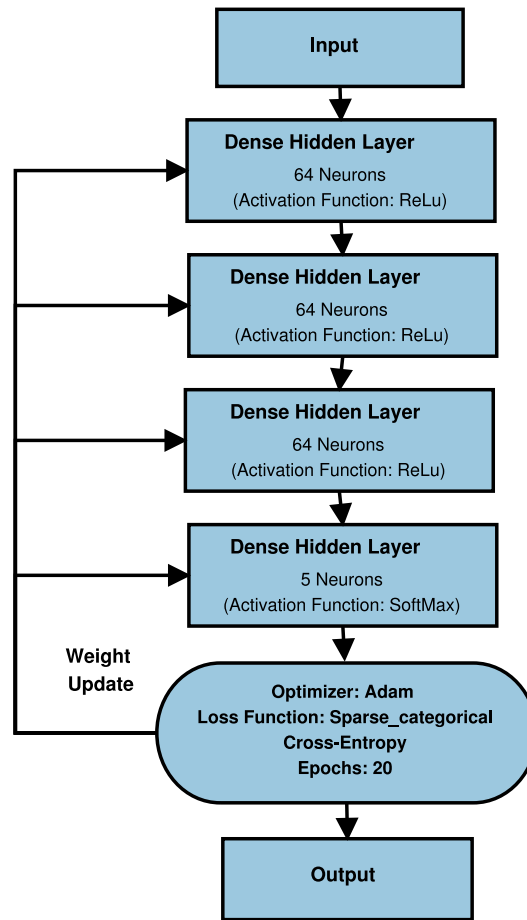 Input
Dense Hidden Layer
64 Neurons
(Activation Function: ReLu)
Dense Hidden Layer
64 Neurons
(Activation Function: ReLu)
Dense Hidden Layer
64 Neurons
(Activation Function: ReLu)
Dense Hidden Layer
5 Neurons
(Activation Function: SoftMax)
Weight
Update
Optimizer: Adam
Loss Function: Sparse_categorical
Cross-Entropy
Epochs: 20
Output